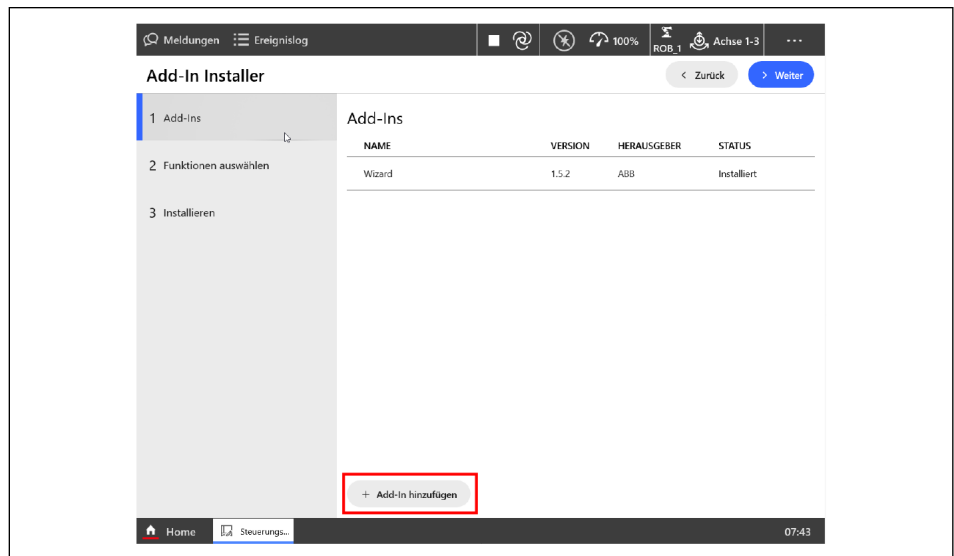 Meldungen Ereignislog 100% ROB_1 Achse 1-3 ...
Add-In Installer < Zurück > Weiter
1 Add-Ins
2 Funktionen auswählen
3 Installieren
Add-Ins
NAME VERSION HERAUSGEBER STATUS
Wizard 1.5.2 ABB Installiert
+ Add-In hinzufügen
Home Steuerungs... 07:43